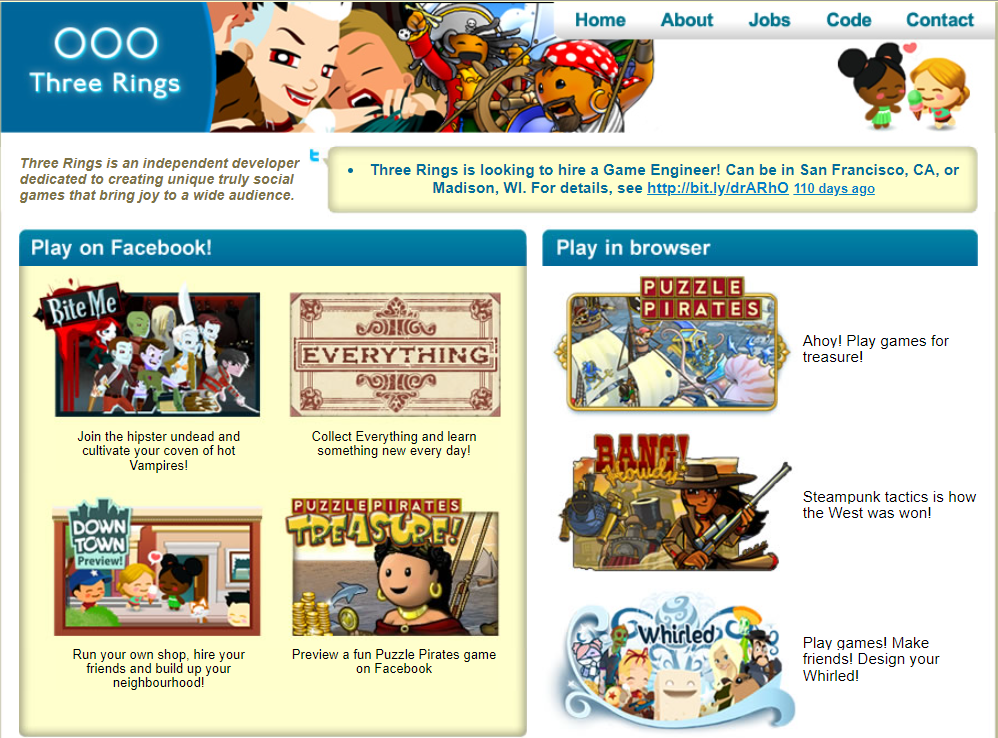 Home About Jobs Code Contact
OOO
Three Rings
Three Rings is an independent developer
dedicated to creating unique truly social
games that bring joy to a wide audience.
Three Rings is looking to hire a Game Engineer! Can be in San Francisco, CA, or
Madison, WI. For details, see http://bit.ly/drARhO 110 days ago
Play on Facebook!
Bite Me
Join the hipster undead and
cultivate your coven of hot
Vampires!
EVERYTHING
Collect Everything and learn
something new every day!
DOWN
TOWN
Preview!
Run your own shop, hire your
friends and build up your
neighbourhood!
PUZZLE PIRATES
TREASURE!
Preview a fun Puzzle Pirates game
on Facebook
Play in browser
PUZZLE
PIRATES
Ahoy! Play games for
treasure!
BANG!
Howdy
Steampunk tactics is how
the West was won!
Whirled
Play games! Make
friends! Design your
Whirled!